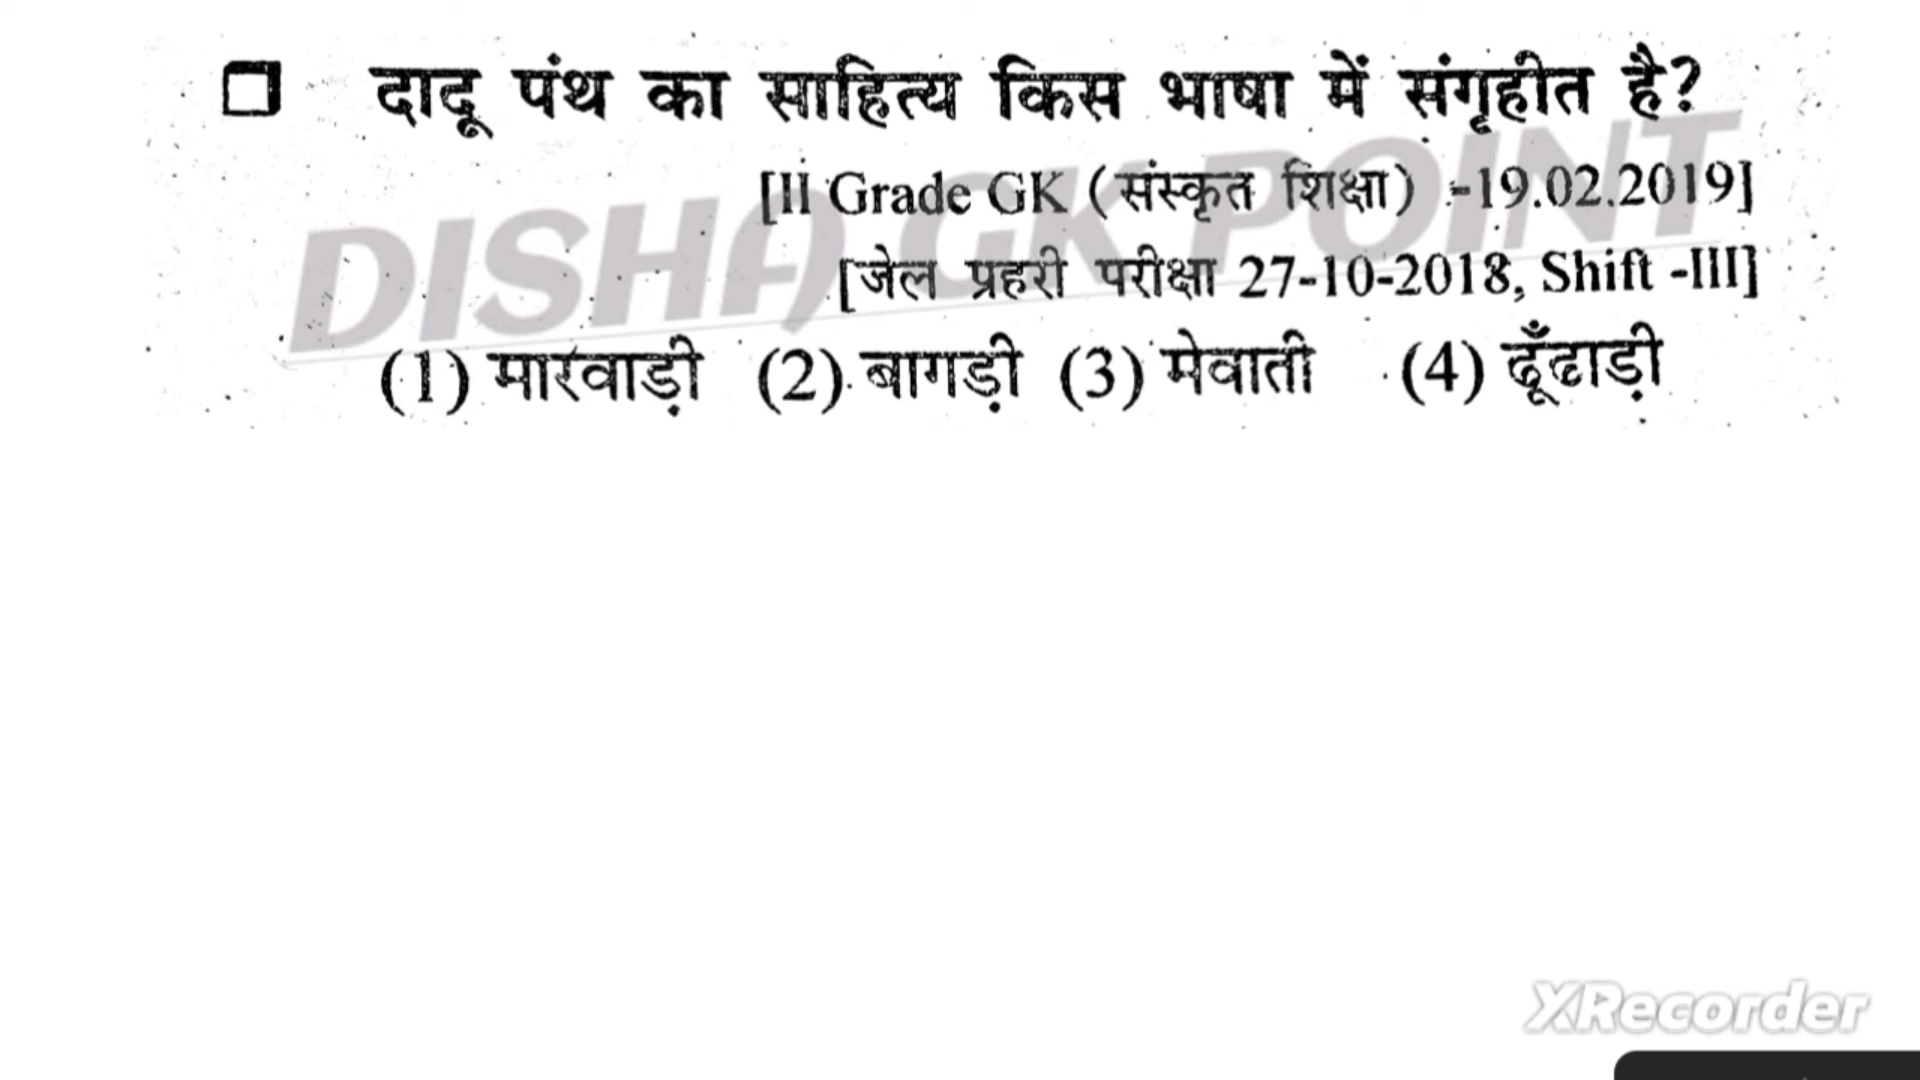 दादू पंथ का साहित्य किस भाषा में संगृहीत है?
[II Grade GK (संस्कृत शिक्षा) :-19.02.2019]
[जेल प्रहरी परीक्षा 27-10-2018, Shift -III]
DISHA GK POINT
(1) मारवाड़ी (2) बागड़ी (3) मेवाती (4) ढूँढाड़ी
XRecorder